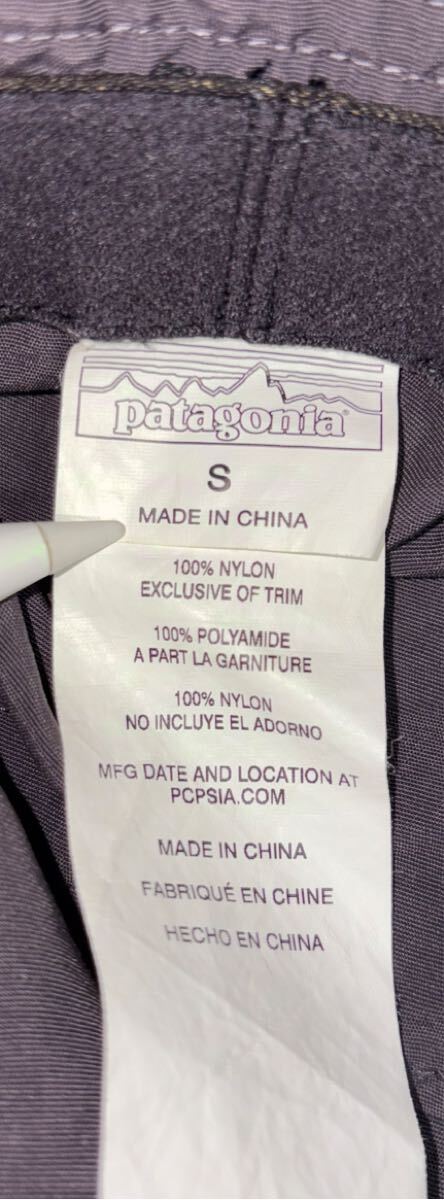 patagonia®
S
MADE IN CHINA
100% NYLON
EXCLUSIVE OF TRIM
100% POLYAMIDE
A PART LA GARNITURE
100% NYLON
NO INCLUYE EL ADORNO
MFG DATE AND LOCATION AT
PCPSIA.COM
MADE IN CHINA
FABRIQUÉ EN CHINE
HECHO EN CHINA